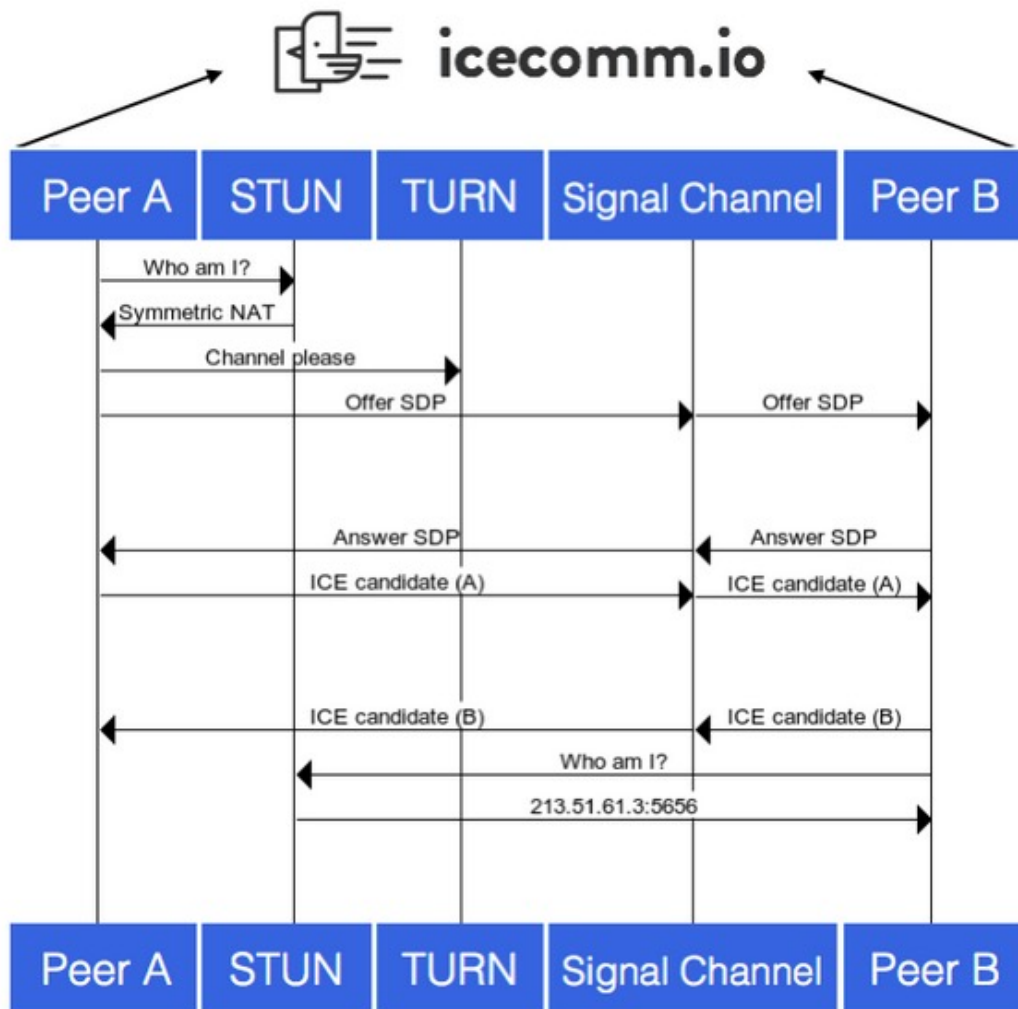 icecomm.io
Peer A STUN TURN Signal Channel Peer B
Who am I?
Symmetric NAT
Channel please
Offer SDP Offer SDP
Answer SDP Answer SDP
ICE candidate (A) ICE candidate (A)
ICE candidate (B) ICE candidate (B)
Who am I?
213.51.61.3:5656
Peer A STUN TURN Signal Channel Peer B